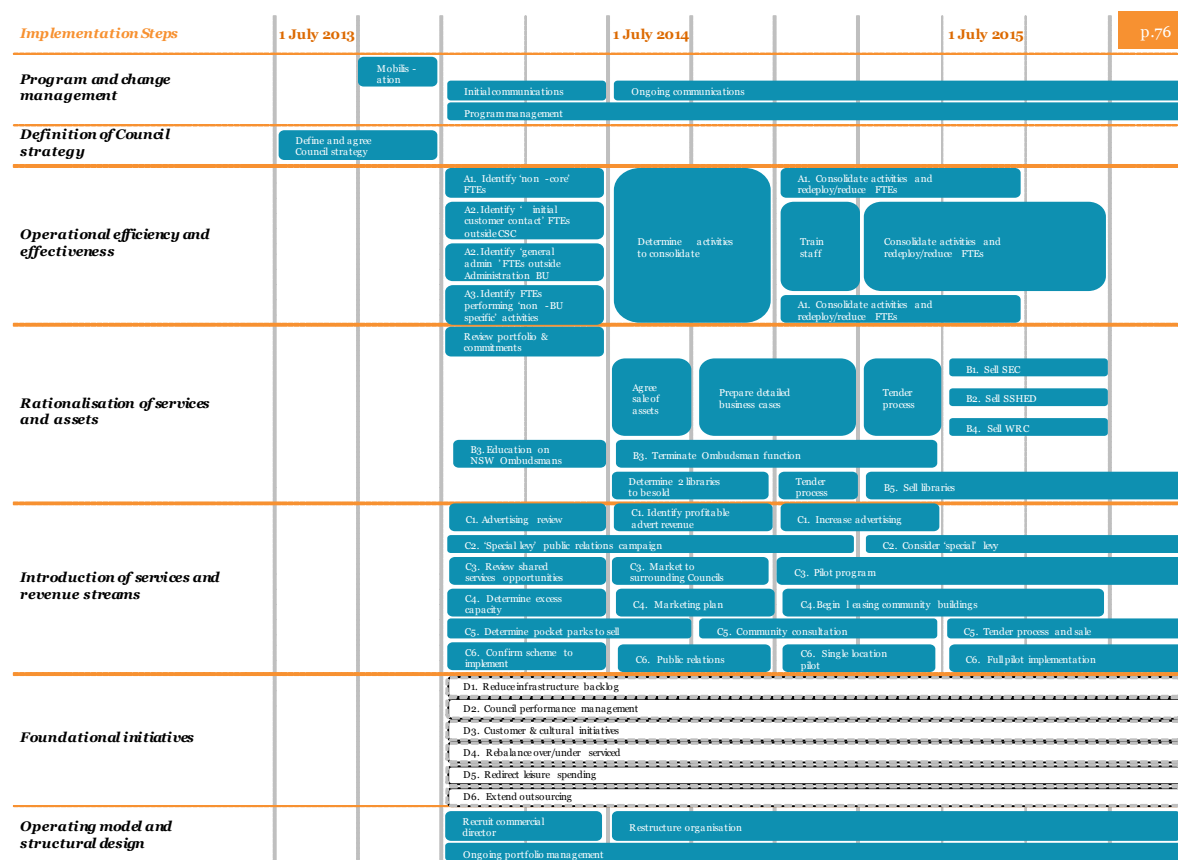 Implementation Steps
1 July 2013
1 July 2014
1 July 2015
p.76
Program and change
management
Mobilis -
ation
Initial communications
Ongoing communications
Program management
Definition of Council
strategy
Define and agree
Council strategy
Operational efficiency and
effectiveness
A1. Identify 'non -core'
FTEs
A2. Identify ' initial
customer contact' FTEs
outside CSC
A2. Identify 'general
admin 'FTEs outside
Administration BU
A3. Identify FTEs
performing 'non -BU
specific' activities
Determine activities
to consolidate
A1. Consolidate activities and
redeploy/reduce FTEs
Train
staff
Consolidate activities and
redeploy/reduce FTEs
A1. Consolidate activities and
redeploy/reduce FTEs
Rationalisation of services
and assets
Review portfolio &
commitments
Agree
sale of
assets
Prepare detailed
business cases
Tender
process
B1. Sell SEC
B2. Sell SSHED
B4. Sell WRC
B3. Education on
NSW Ombudsmans
B3. Terminate Ombudsman function
Determine 2 libraries
to be sold
Tender
process
B5. Sell libraries
Introduction of services and
revenue streams
C1. Advertising review
C1. Identify profitable
advert revenue
C1. Increase advertising
C2. 'Special levy' public relations campaign
C2. Consider 'special' levy
C3. Review shared
services opportunities
C3. Market to
surrounding Councils
C3. Pilot program
C4. Determine excess
capacity
C4. Marketing plan
C4. Begin l easing community buildings
C5. Determine pocket parks to sell
C5. Community consultation
C5. Tender process and sale
C6. Confirm scheme to
implement
C6. Public relations
C6. Single location
pilot
C6. Full pilot implementation
Foundational initiatives
D1. Reduce infrastructure backlog
D2. Council performance management
D3. Customer & cultural initiatives
D4. Rebalance over/under serviced
D5. Redirect leisure spending
D6. Extend outsourcing
Operating model and
structural design
Recruit commercial
director
Restructure organisation
Ongoing portfolio management